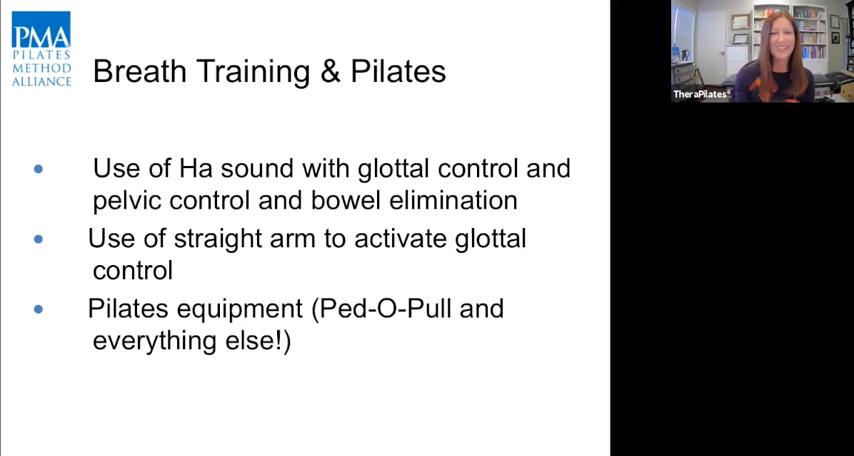 PMA
PILATES
METHOD
ALLIANCE
Breath Training & Pilates
• Use of Ha sound with glottal control and
pelvic control and bowel elimination
• Use of straight arm to activate glottal
control
• Pilates equipment (Ped-O-Pull and
everything else!)
TheraPilates®